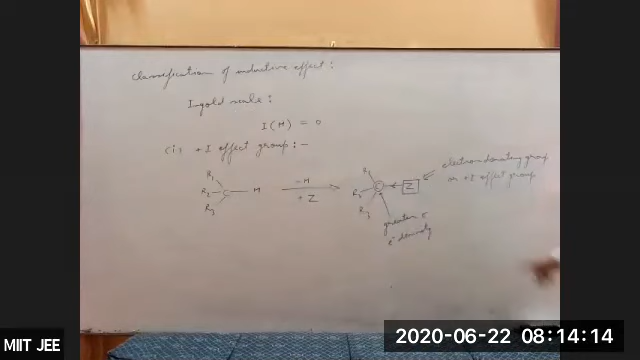 Classification of inductive effect:
Ingold scale:
I(H) = 0
(i) +I effect group:-
R1
R2 C H
R3
-H
+Z
R1
R2 C Z
R3
electron donating group
or +I effect group
greater σ
e- density
MIIT JEE
2020-06-22 08:14:14